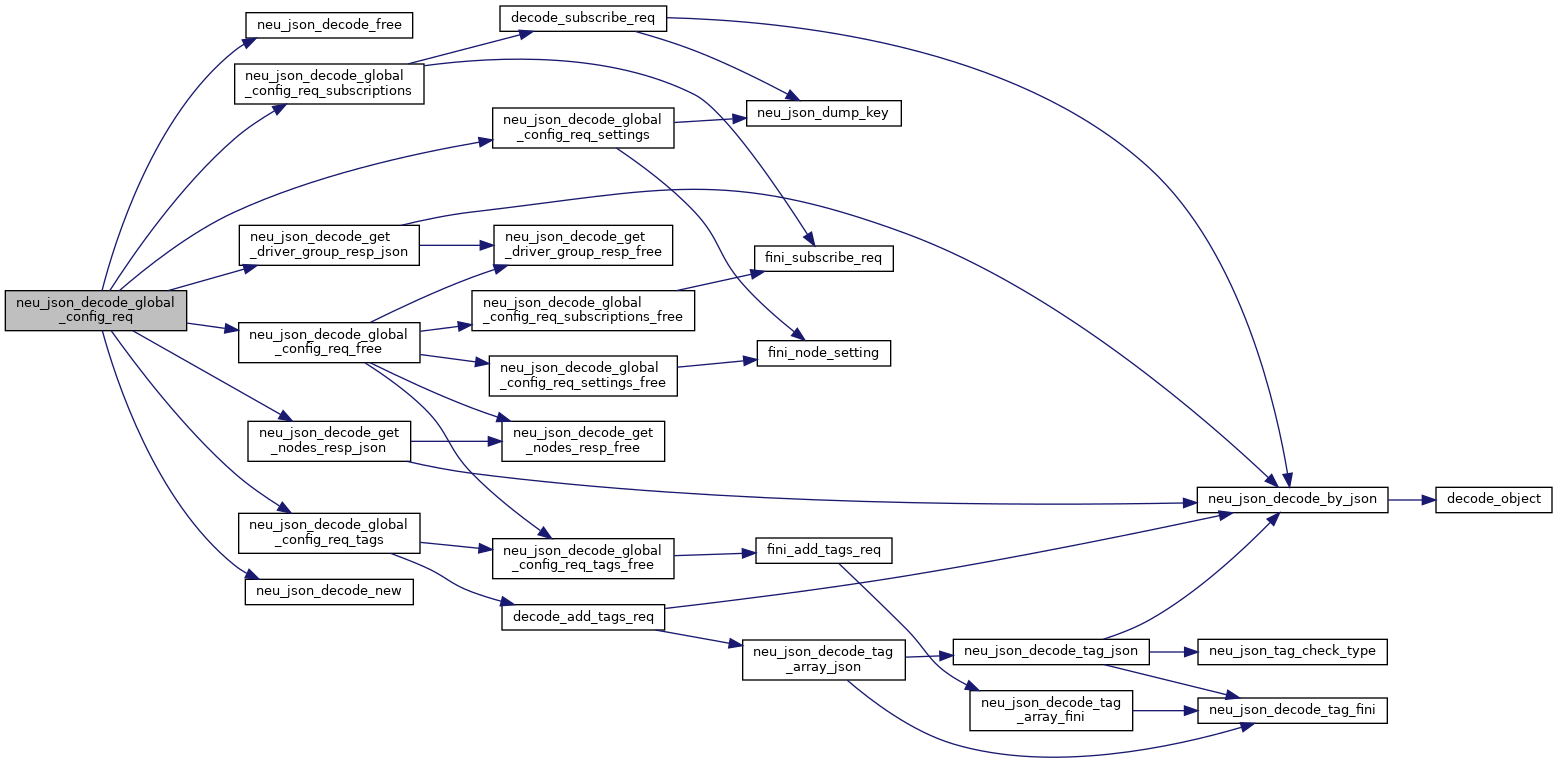 neu_json_decode_global
_config_req
neu_json_decode_free
neu_json_decode_global
_config_req_subscriptions
neu_json_decode_get
_driver_group_resp_json
neu_json_decode_global
_config_req_free
neu_json_decode_get
_nodes_resp_json
neu_json_decode_global
_config_req_tags
neu_json_decode_new
decode_subscribe_req
neu_json_decode_global
_config_req_settings
neu_json_decode_get
_driver_group_resp_free
neu_json_decode_global
_config_req_subscriptions_free
neu_json_decode_global
_config_req_settings_free
neu_json_decode_get
_nodes_resp_free
neu_json_decode_global
_config_req_tags_free
decode_add_tags_req
neu_json_dump_key
fini_subscribe_req
fini_node_setting
fini_add_tags_req
neu_json_decode_tag
_array_json
neu_json_decode_tag_json
neu_json_decode_tag
_array_fini
neu_json_decode_by_json
neu_json_tag_check_type
neu_json_decode_tag_fini
decode_object